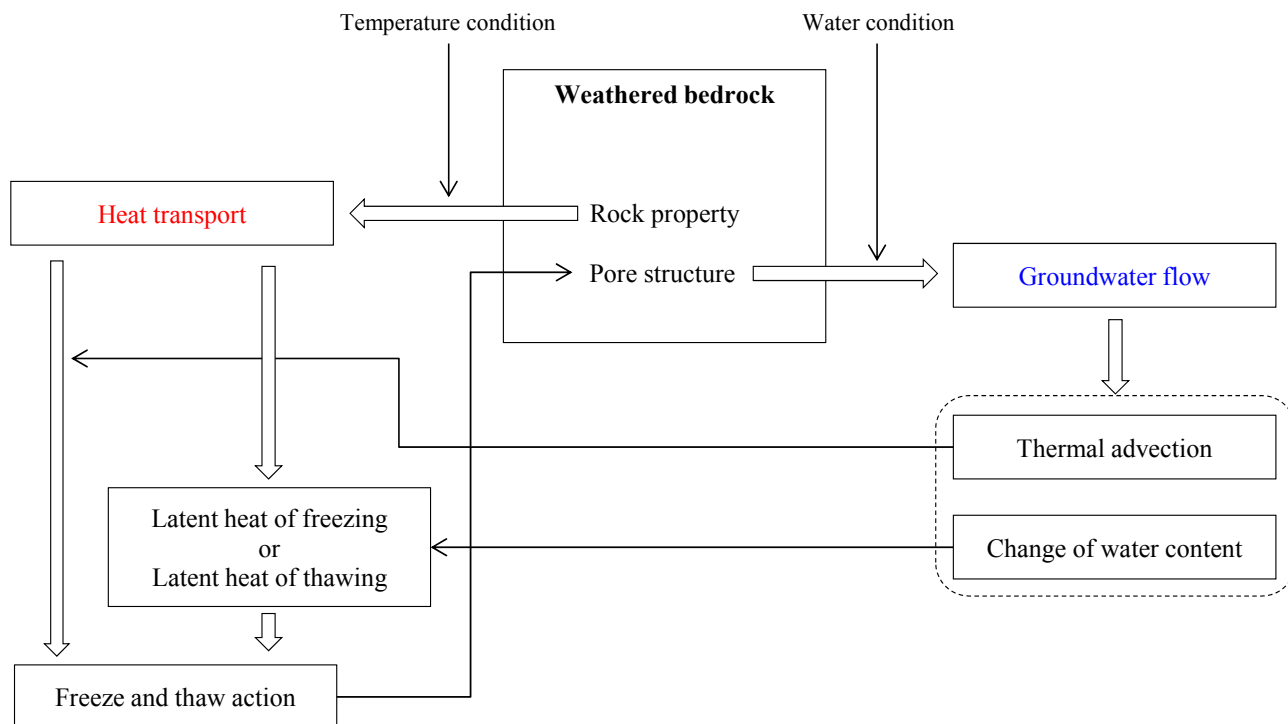 Temperature condition
Water condition
Weathered bedrock
Heat transport
Rock property
Pore structure
Groundwater flow
Thermal advection
Latent heat of freezing
or
Latent heat of thawing
Change of water content
Freeze and thaw action